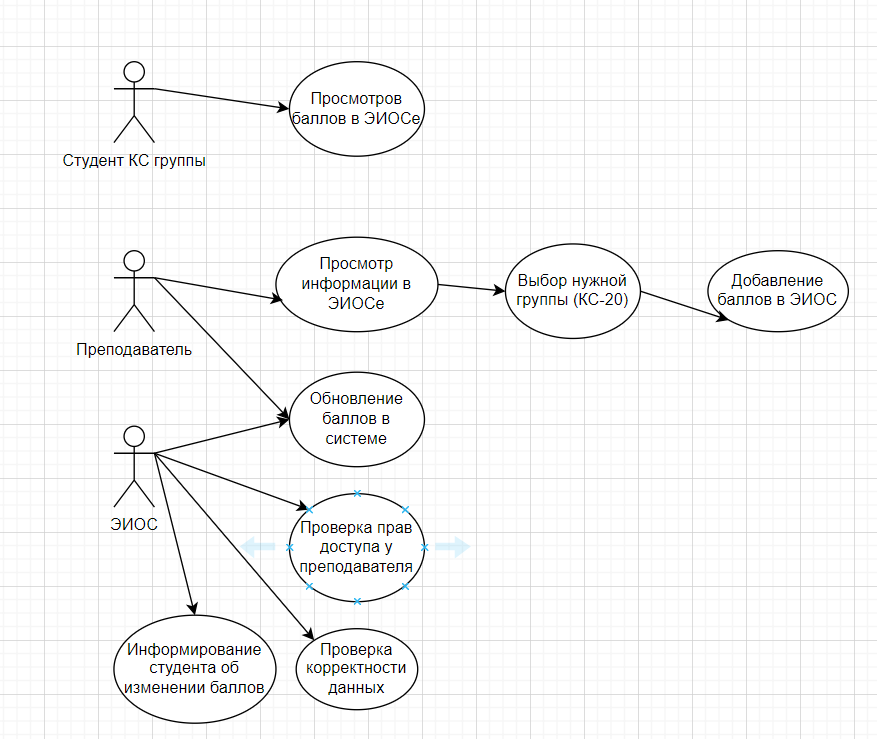 Просмотров
баллов в ЭИОСе
Студент КС группы
Просмотр
информации в
ЭИОСе
Выбор нужной
группы (КС-20)
Добавление
баллов в ЭИОС
Преподаватель
Обновление
баллов в
системе
ЭИОС
Проверка прав
доступа у
преподавателя
Информирование
студента об
изменении баллов
Проверка
корректности
данных